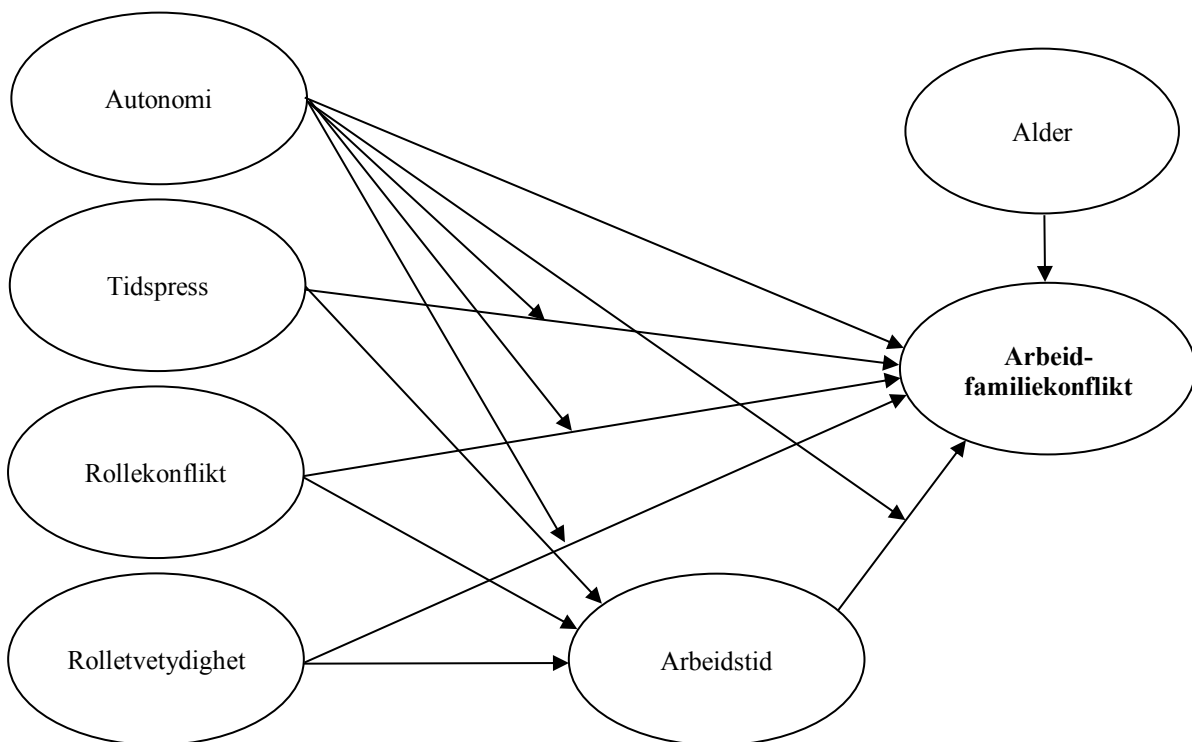 Autonomi
Alder
Tidspress
Arbeid-
familiekonflikt
Rollekonflikt
Rolletvetydighet
Arbeidstid